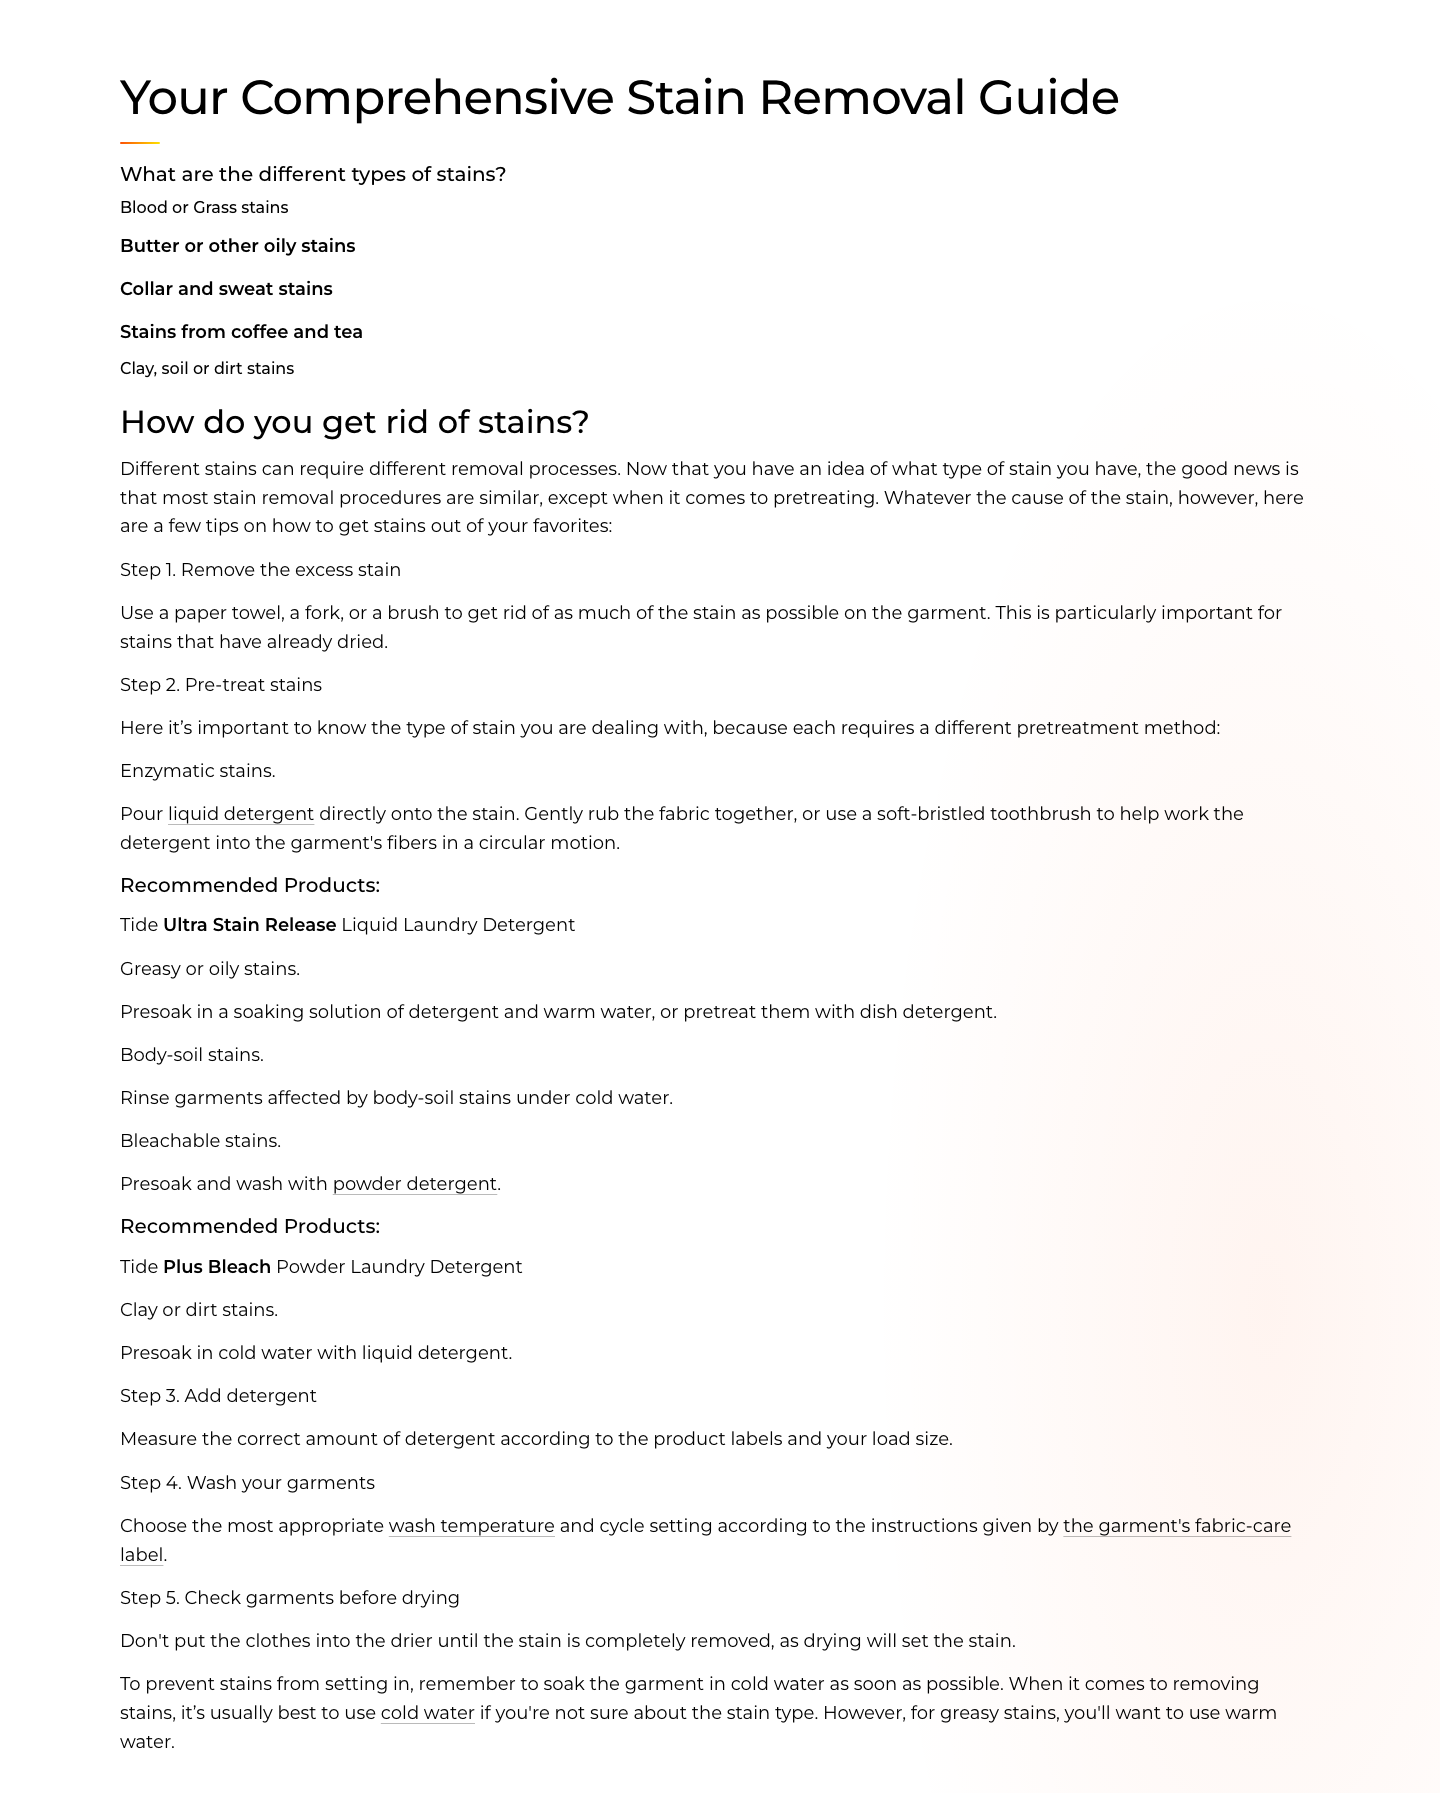 Your Comprehensive Stain Removal Guide
What are the different types of stains?
Blood or Grass stains
Butter or other oily stains
Collar and sweat stains
Stains from coffee and tea
Clay, soil or dirt stains
How do you get rid of stains?
Different stains can require different removal processes. Now that you have an idea of what type of stain you have, the good news is
that most stain removal procedures are similar, except when it comes to pretreating. Whatever the cause of the stain, however, here
are a few tips on how to get stains out of your favorites:
Step 1. Remove the excess stain
Use a paper towel, a fork, or a brush to get rid of as much of the stain as possible on the garment. This is particularly important for
stains that have already dried.
Step 2. Pre-treat stains
Here it’s important to know the type of stain you are dealing with, because each requires a different pretreatment method:
Enzymatic stains.
Pour liquid detergent directly onto the stain. Gently rub the fabric together, or use a soft-bristled toothbrush to help work the
detergent into the garment's fibers in a circular motion.
Recommended Products:
Tide Ultra Stain Release Liquid Laundry Detergent
Greasy or oily stains.
Presoak in a soaking solution of detergent and warm water, or pretreat them with dish detergent.
Body-soil stains.
Rinse garments affected by body-soil stains under cold water.
Bleachable stains.
Presoak and wash with powder detergent.
Recommended Products:
Tide Plus Bleach Powder Laundry Detergent
Clay or dirt stains.
Presoak in cold water with liquid detergent.
Step 3. Add detergent
Measure the correct amount of detergent according to the product labels and your load size.
Step 4. Wash your garments
Choose the most appropriate wash temperature and cycle setting according to the instructions given by the garment's fabric-care
label.
Step 5. Check garments before drying
Don't put the clothes into the drier until the stain is completely removed, as drying will set the stain.
To prevent stains from setting in, remember to soak the garment in cold water as soon as possible. When it comes to removing
stains, it’s usually best to use cold water if you're not sure about the stain type. However, for greasy stains, you'll want to use warm
water.